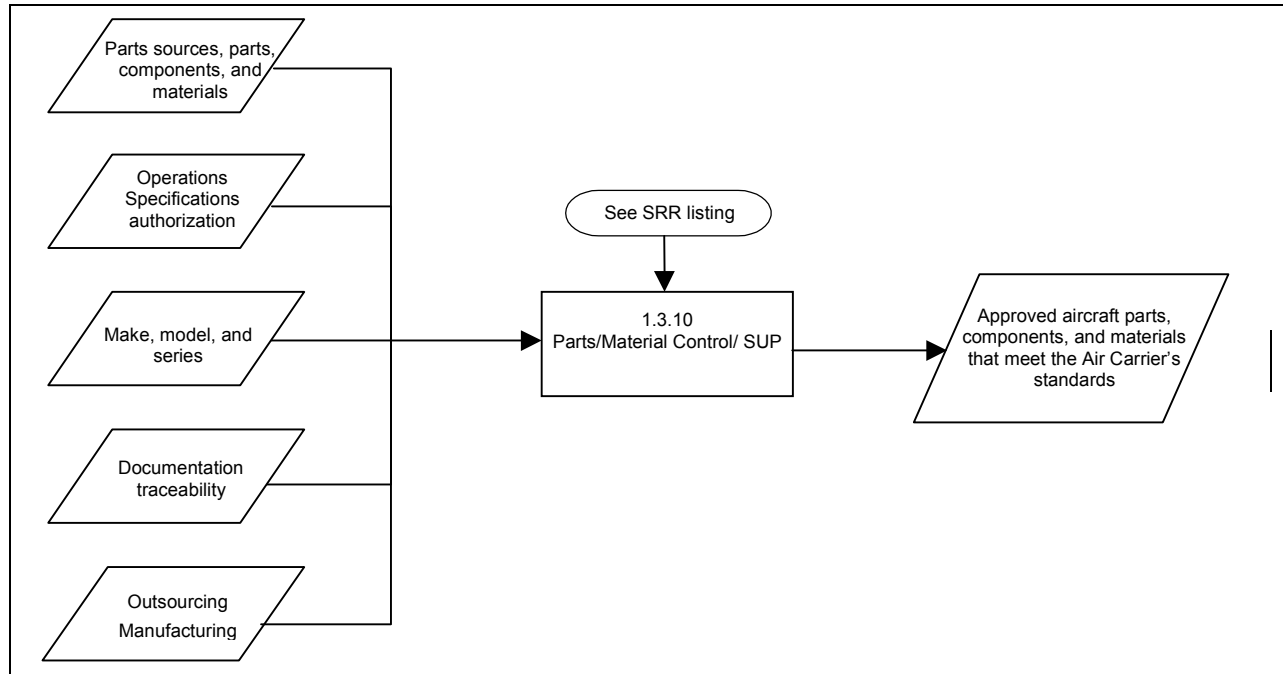 Parts sources, parts,
components, and
materials
Operations
Specifications
authorization
Make, model, and
series
Documentation
traceability
Outsourcing
Manufacturing
See SRR listing
1.3.10
Parts/Material Control/ SUP
Approved aircraft parts,
components, and materials
that meet the Air Carrier’s
standards